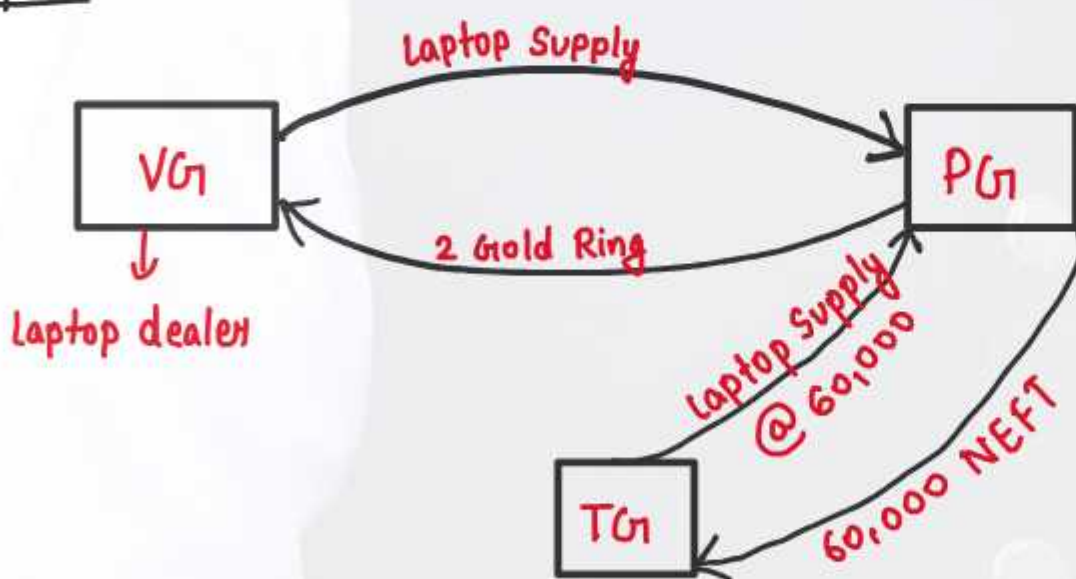 Laptop Supply
VG
PG
2 Gold Ring
Laptop dealer
Laptop Supply
@ 60,000
60,000 NEFT
TG